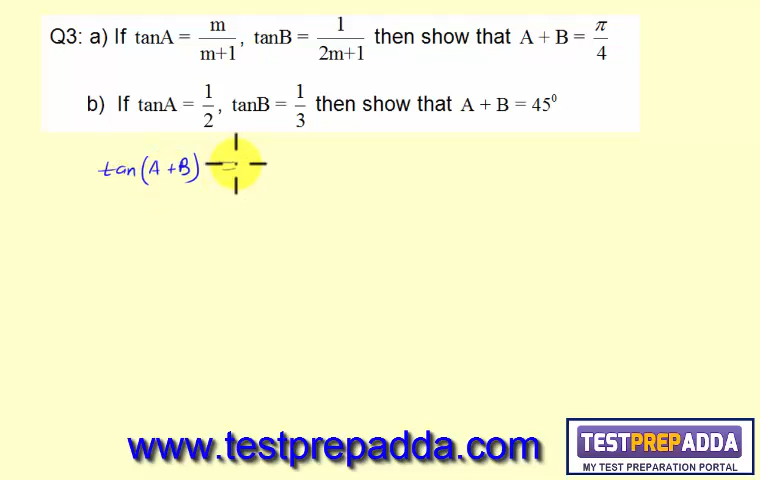 Q3: a) If tanA = m/m+1, tanB = 1/2m+1 then show that A + B = π/4
b) If tanA = 1/2, tanB = 1/3 then show that A + B = 45⁰
tan(A+B) =
www.testprepadda.com
TESTPREPADDA
MY TEST PREPARATION PORTAL